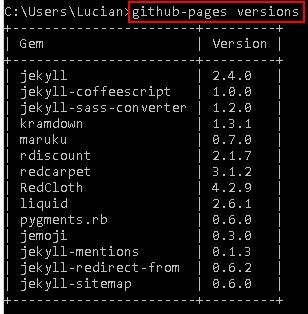 C:\Users\Lucian>github-pages versions
+---------------------+---------+
| Gem | Version |
+---------------------+---------+
| jekyll | 2.4.0 |
| jekyll-coffeescript | 1.0.0 |
| jekyll-sass-converter | 1.2.0 |
| kramdown | 1.3.1 |
| maruku | 0.7.0 |
| rdiscount | 2.1.7 |
| redcarpet | 3.1.2 |
| RedCloth | 4.2.9 |
| liquid | 2.6.1 |
| pygments.rb | 0.6.0 |
| jemoji | 0.3.0 |
| jekyll-mentions | 0.1.3 |
| jekyll-redirect-from | 0.6.2 |
| jekyll-sitemap | 0.6.0 |
+---------------------+---------+